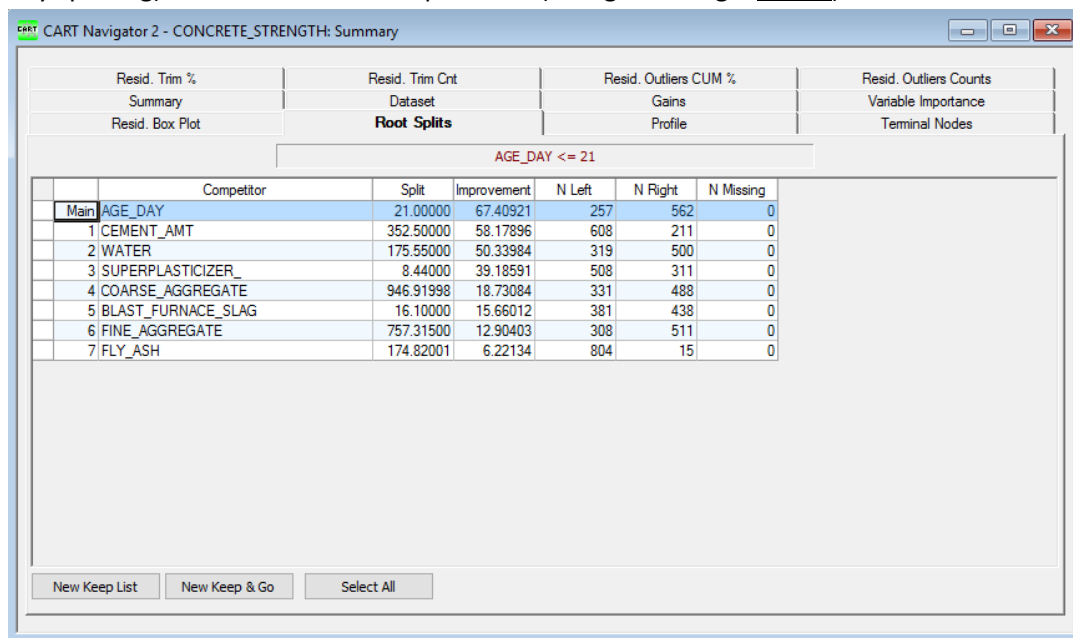 CART CART Navigator 2 - CONCRETE_STRENGTH: Summary
Resid. Trim % Resid. Trim Cnt Resid. Outliers CUM % Resid. Outliers Counts
Summary Dataset Gains Variable Importance
Resid. Box Plot Root Splits Profile Terminal Nodes
AGE_DAY <= 21
Competitor Split Improvement N Left N Right N Missing
Main AGE_DAY 21.00000 67.40921 257 562 0
1 CEMENT_AMT 352.50000 58.17896 608 211 0
2 WATER 175.55000 50.33984 319 500 0
3 SUPERPLASTICIZER_ 8.44000 39.18591 508 311 0
4 COARSE_AGGREGATE 946.91998 18.73084 331 488 0
5 BLAST_FURNACE_SLAG 16.10000 15.66012 381 438 0
6 FINE_AGGREGATE 757.31500 12.90403 308 511 0
7 FLY_ASH 174.82001 6.22134 804 15 0
New Keep List New Keep & Go Select All